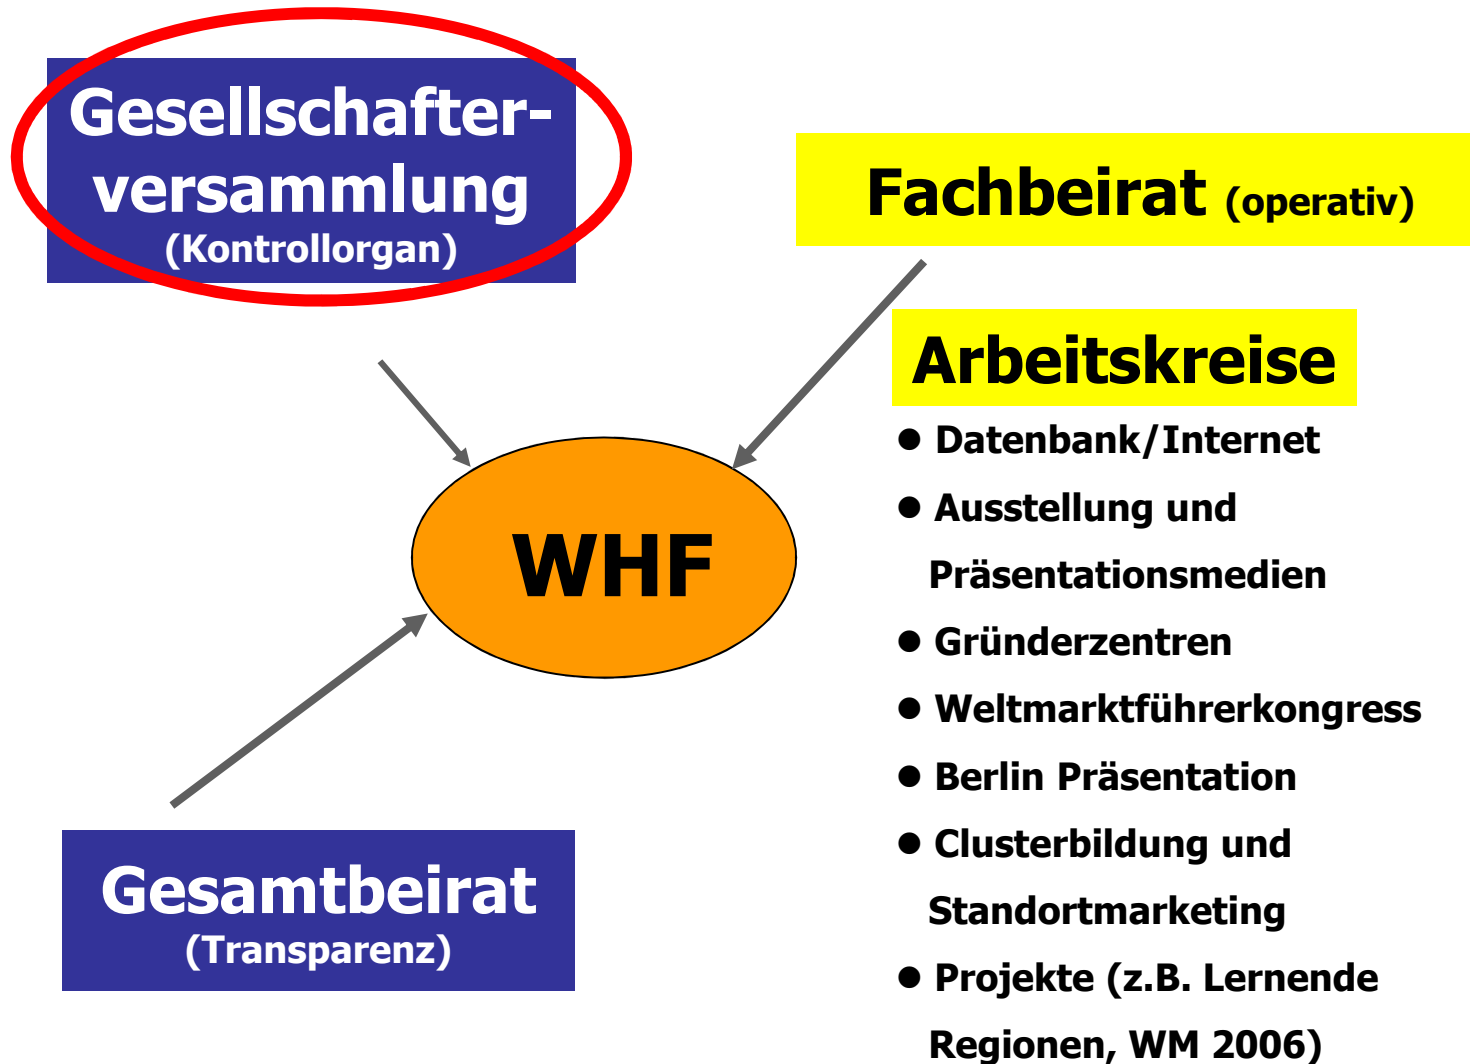 Gesellschafter-
versammlung
(Kontrollorgan)
Fachbeirat (operativ)
Arbeitskreise
● Datenbank/Internet
● Ausstellung und
Präsentationsmedien
● Gründerzentren
● Weltmarktführerkongress
● Berlin Präsentation
● Clusterbildung und
Standortmarketing
● Projekte (z.B. Lernende
Regionen, WM 2006)
WHF
Gesamtbeirat
(Transparenz)